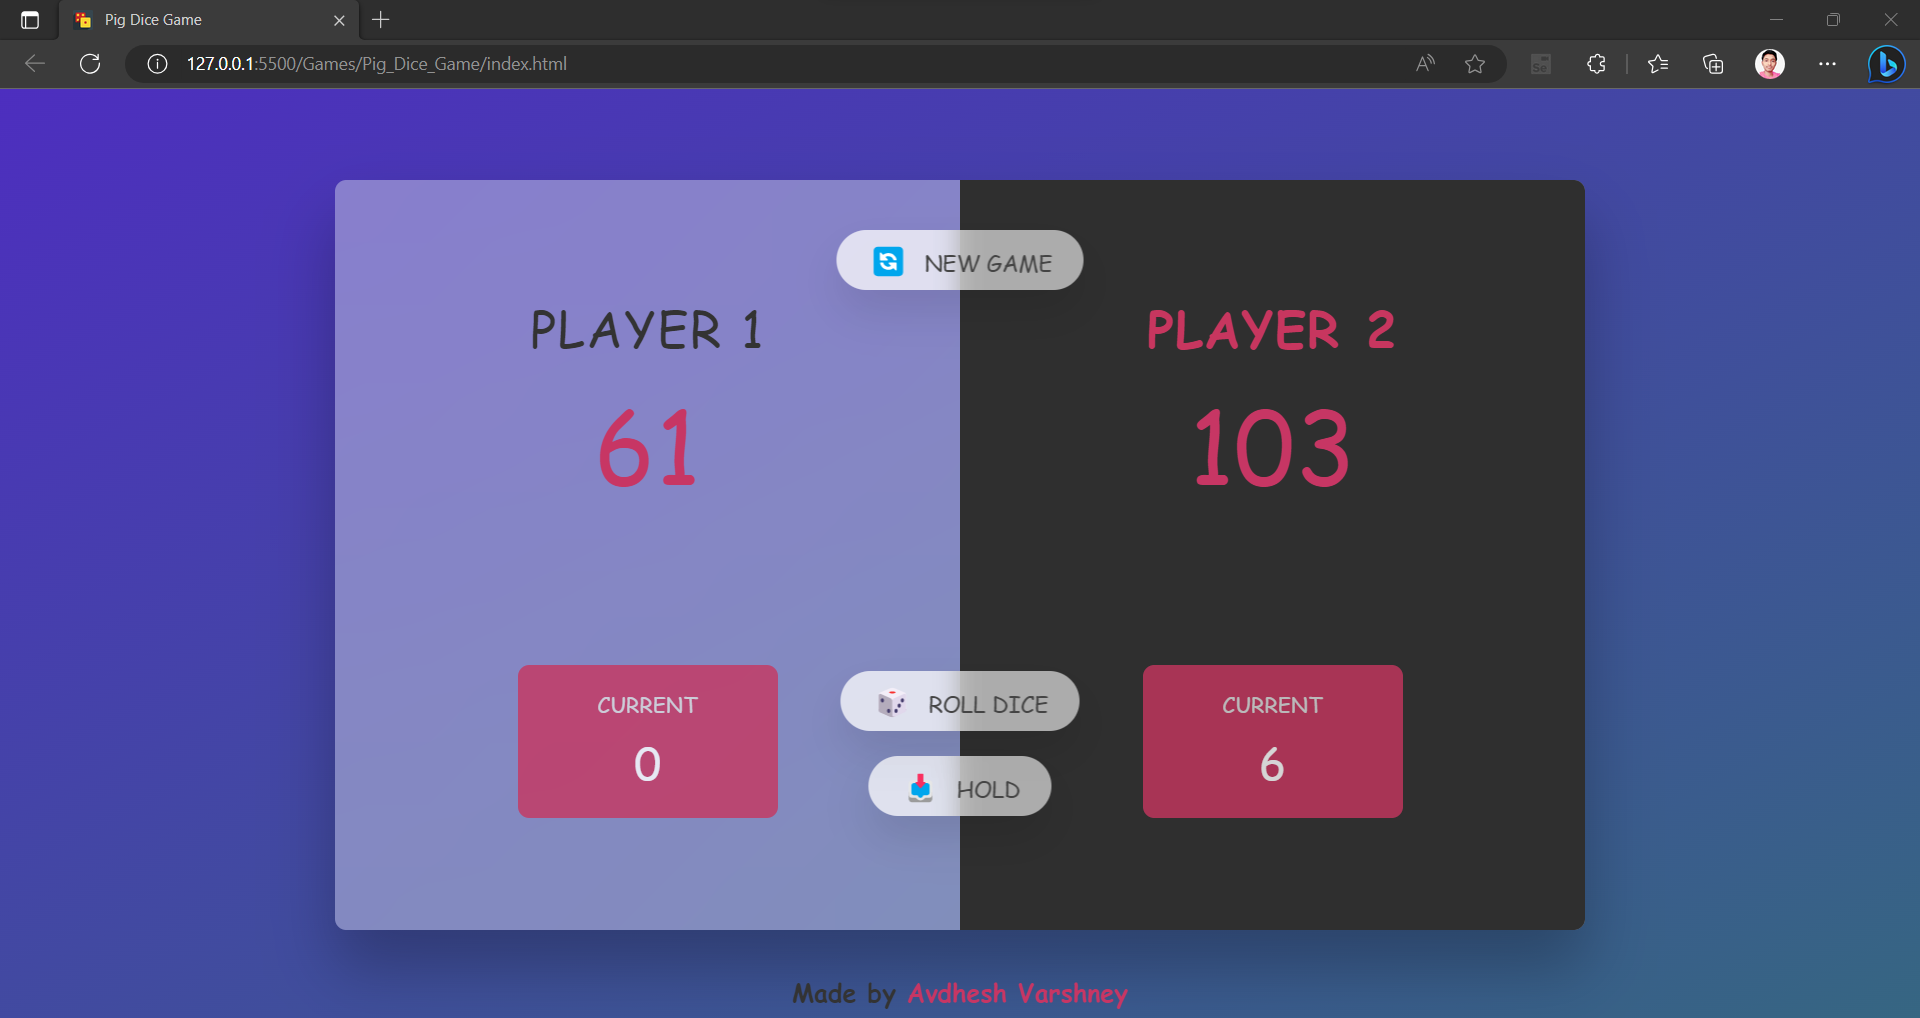 Pig Dice Game
127.0.0.1:5500/Games/Pig_Dice_Game/index.html
NEW GAME
PLAYER 1
PLAYER 2
61
103
CURRENT
0
ROLL DICE
HOLD
CURRENT
6
Made by Avdhesh Varshney